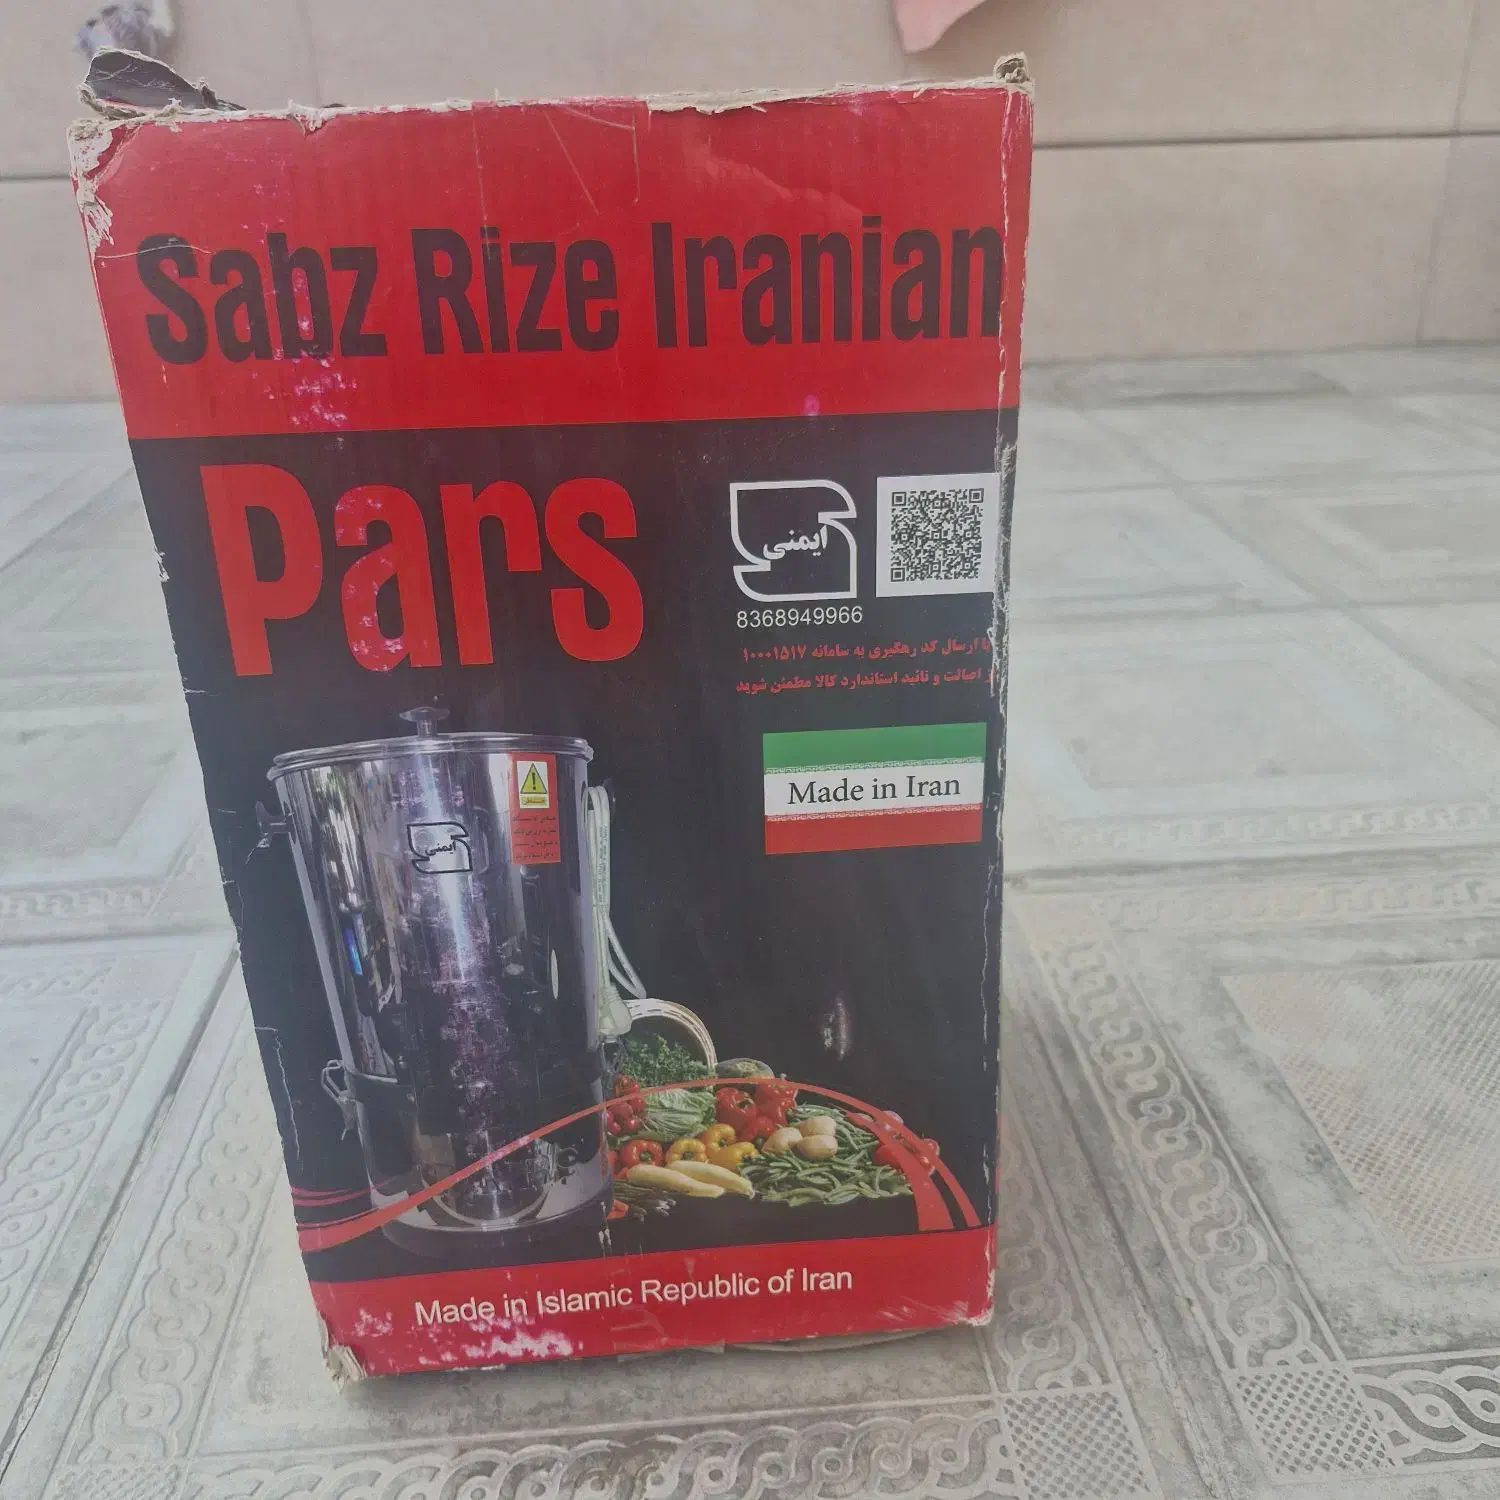 Sabz Rize Iranian
Pars
ایمنی
8368949966
با ارسال کد رهگیری به سامانه ۱۰۰۰۱۵۱۷
از اصالت و تائید استاندارد کالا مطمئن شوید
Made in Iran
ایمنی
Made in Islamic Republic of Iran